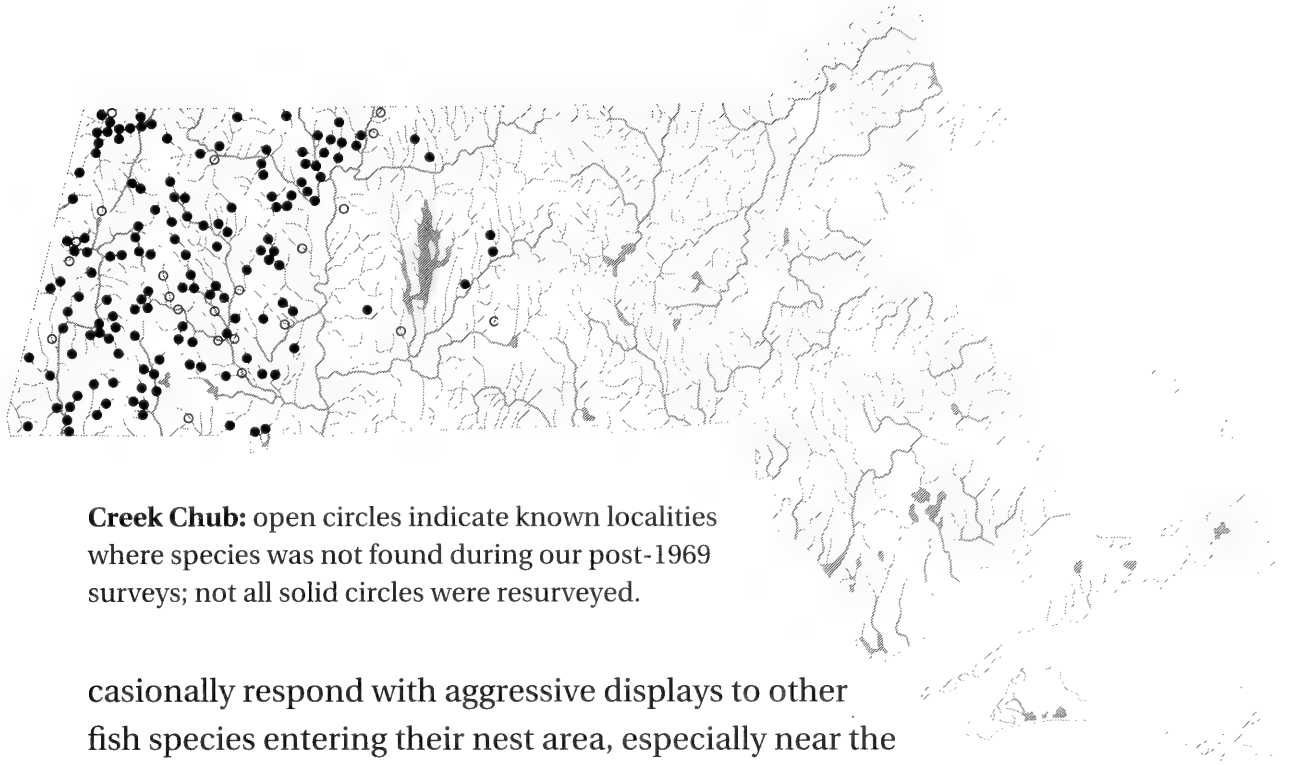 Creek Chub: open circles indicate known localities
where species was not found during our post-1969
surveys; not all solid circles were resurveyed.
casionally respond with aggressive displays to other
fish species entering their nest area, especially near the